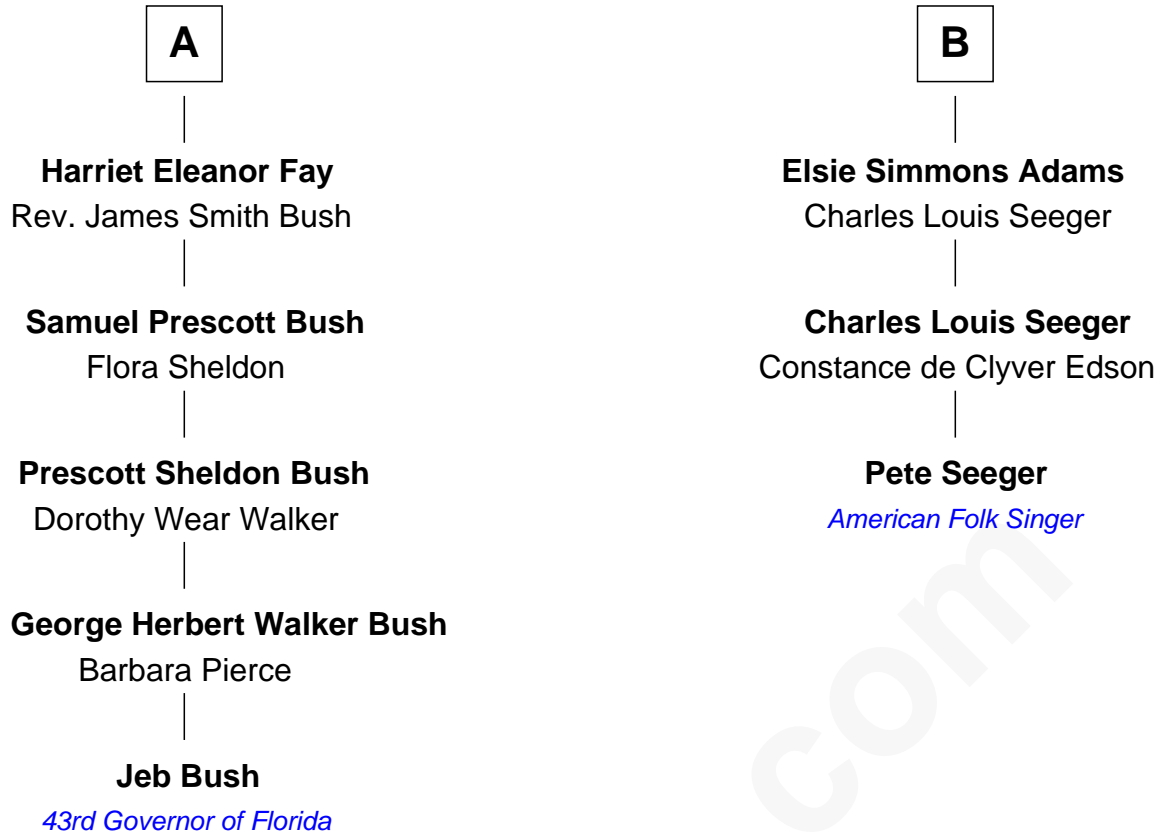 A
Harriet Eleanor Fay
Rev. James Smith Bush
Samuel Prescott Bush
Flora Sheldon
Prescott Sheldon Bush
Dorothy Wear Walker
George Herbert Walker Bush
Barbara Pierce
Jeb Bush
43rd Governor of Florida
B
Elsie Simmons Adams
Charles Louis Seeger
Charles Louis Seeger
Constance de Clyver Edson
Pete Seeger
American Folk Singer
com